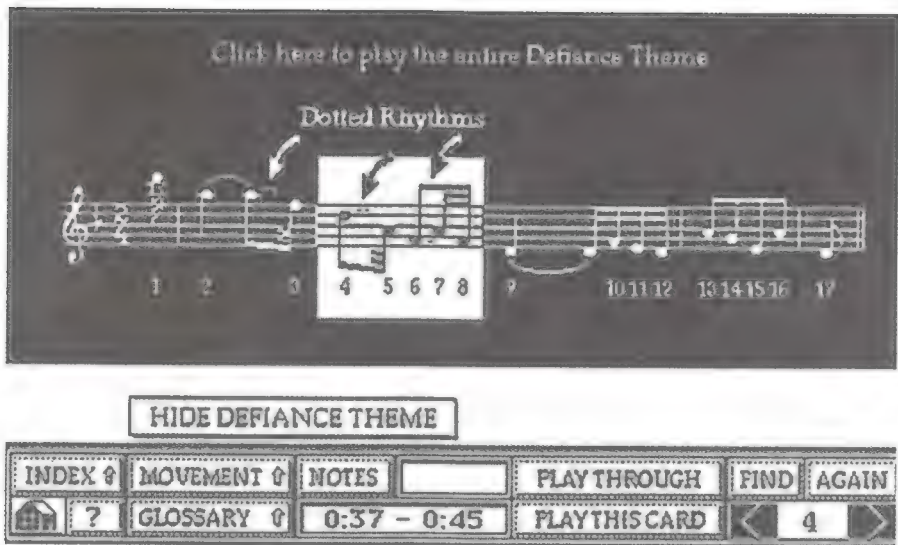 Click here to play the entire Defiance Theme
Dotted Rhythms
1 2 3 4 5 6 7 8 9 10 11 12 13 14 15 16 17
HIDE DEFIANCE THEME
INDEX ⇧ MOVEMENT ⇧ NOTES PLAY THROUGH FIND AGAIN
? GLOSSARY ⇧ 0:37 – 0:45 PLAY THIS CARD 4